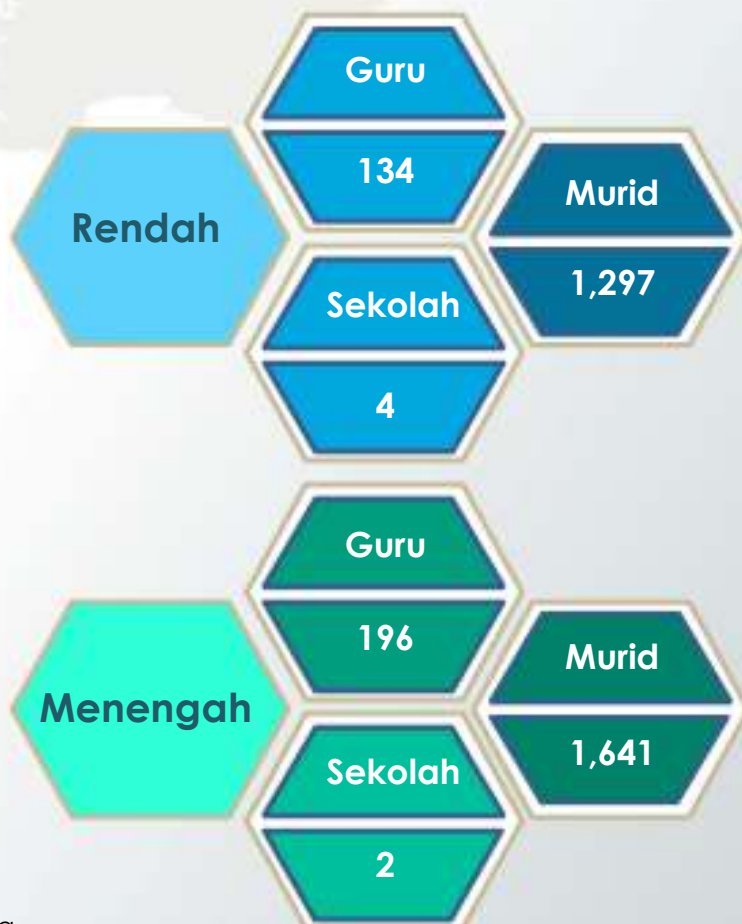 Rendah
Guru
134
Sekolah
4
Murid
1,297
Menengah
Guru
196
Sekolah
2
Murid
1,641